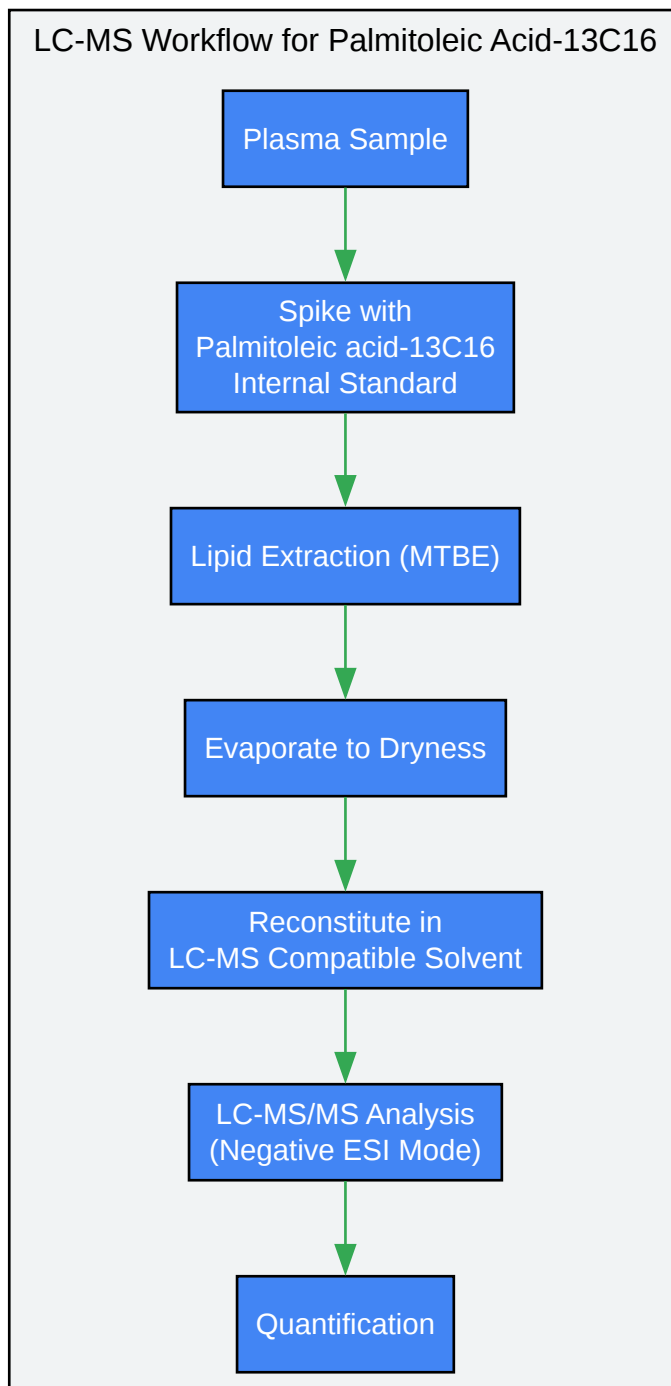 LC-MS Workflow for Palmitoleic Acid-13C16
Plasma Sample
Spike with
Palmitoleic acid-13C16
Internal Standard
Lipid Extraction (MTBE)
Evaporate to Dryness
Reconstitute in
LC-MS Compatible Solvent
LC-MS/MS Analysis
(Negative ESI Mode)
Quantification